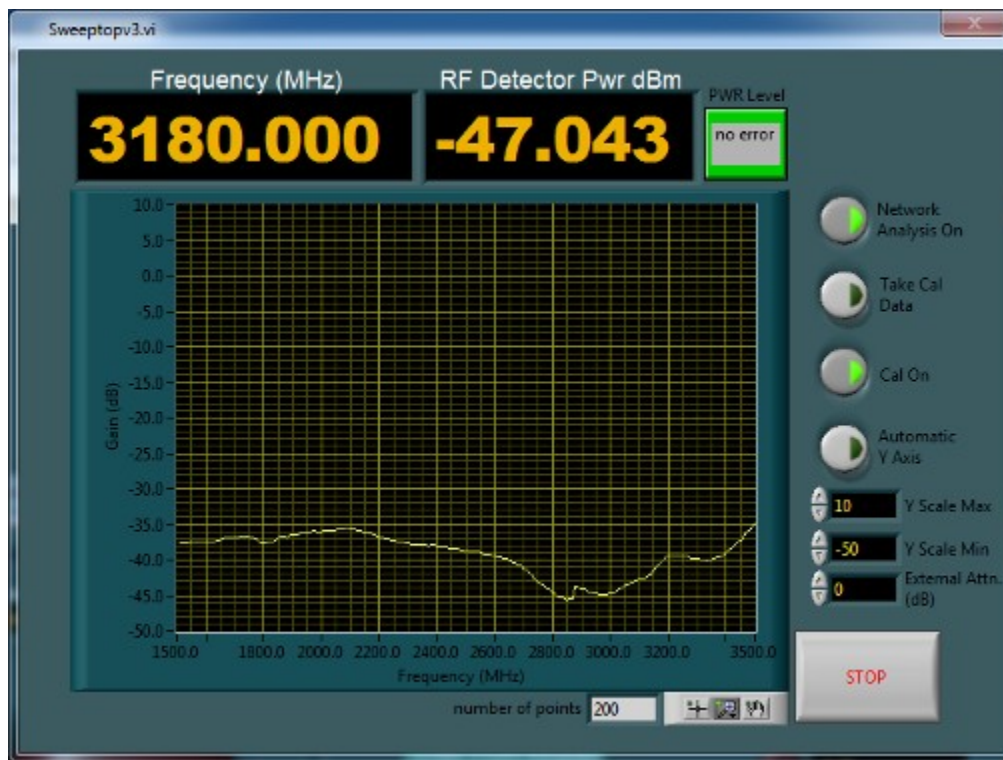 Sweeptopv3.vi
Frequency (MHz)
RF Detector Pwr dBm
PWR Level
3180.000
-47.043
no error
10.0
5.0
0.0
-5.0
-10.0
-15.0
-20.0
-25.0
-30.0
-35.0
-40.0
-45.0
-50.0
Gain (dB)
1500.0 1800.0 2000.0 2200.0 2400.0 2600.0 2800.0 3000.0 3200.0 3500.0
Frequency (MHz)
number of points 200
Network
Analysis On
Take Cal
Data
Cal On
Automatic
Y Axis
10 Y Scale Max
-50 Y Scale Min
0 External Attn..
(dB)
STOP